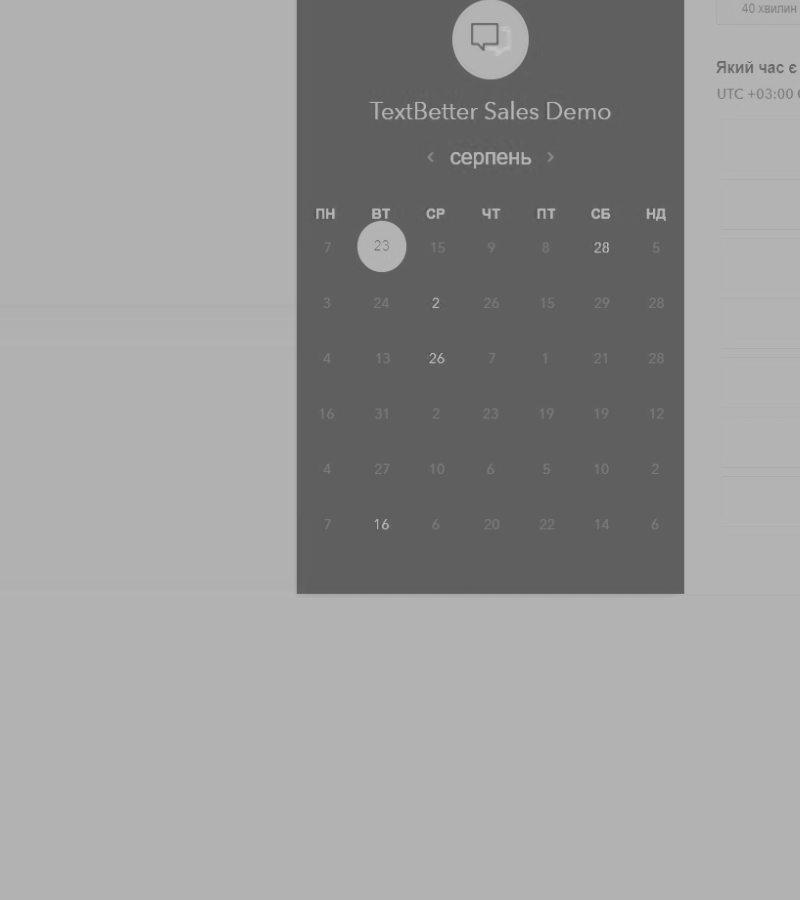 40 хвилин
TextBetter Sales Demo
Який час є
UTC +03:00
серпень
ПН ВТ СР ЧТ ПТ СБ НД
7 23 15 9 8 28 5
3 24 2 26 15 29 28
4 13 26 7 1 21 28
16 31 2 23 19 19 12
4 27 10 6 5 10 2
7 16 6 20 22 14 6